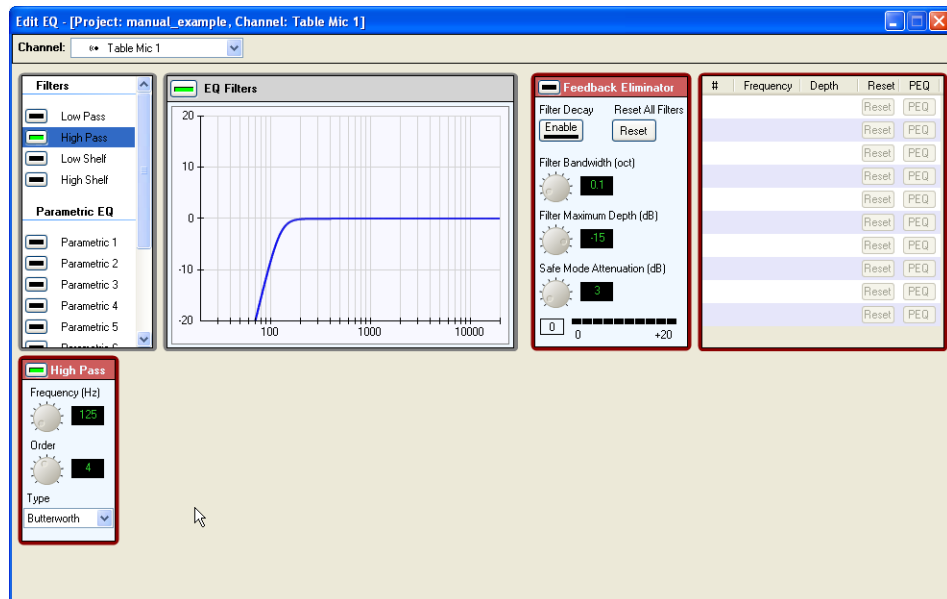 Edit EQ - [Project: manual_example, Channel: Table Mic 1]
Channel: Table Mic 1
Filters
Low Pass
High Pass
Low Shelf
High Shelf
Parametric EQ
Parametric 1
Parametric 2
Parametric 3
Parametric 4
Parametric 5
EQ Filters
20
10
0
-10
-20
100 1000 10000
Feedback Eliminator
Filter Decay Reset All Filters
Enable Reset
Filter Bandwidth (oct)
0.1
Filter Maximum Depth (dB)
-15
Safe Mode Attenuation (dB)
3
0
0 +20
# Frequency Depth Reset PEQ
Reset PEQ
Reset PEQ
Reset PEQ
Reset PEQ
Reset PEQ
Reset PEQ
Reset PEQ
Reset PEQ
Reset PEQ
Reset PEQ
High Pass
Frequency (Hz)
125
Order
4
Type
Butterworth